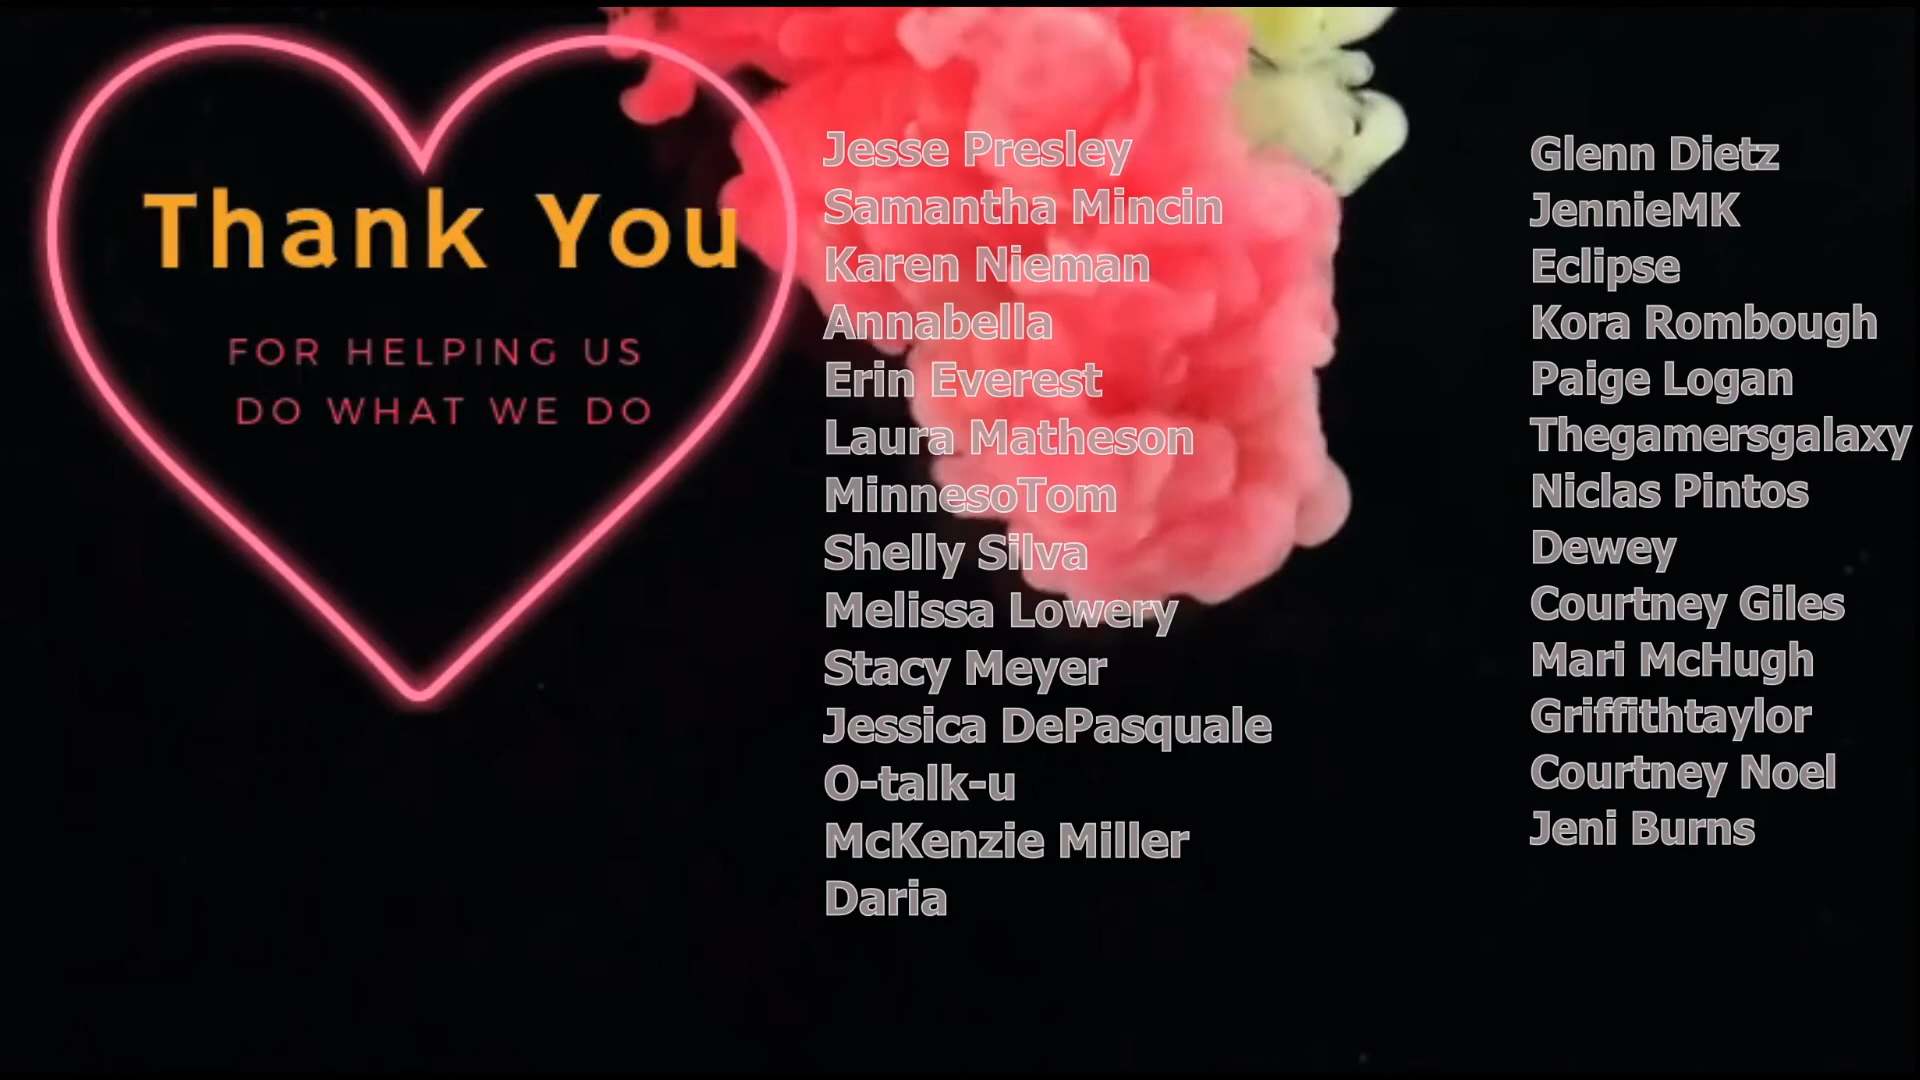 Thank You
FOR HELPING US
DO WHAT WE DO
Jesse Presley
Samantha Mincin
Karen Nieman
Annabella
Erin Everest
Laura Matheson
MinnesoTom
Shelly Silva
Melissa Lowery
Stacy Meyer
Jessica DePasquale
O-talk-u
McKenzie Miller
Daria
Glenn Dietz
JennieMK
Eclipse
Kora Rombough
Paige Logan
Thegamersgalaxy
Niclas Pintos
Dewey
Courtney Giles
Mari McHugh
Griffithtaylor
Courtney Noel
Jeni Burns